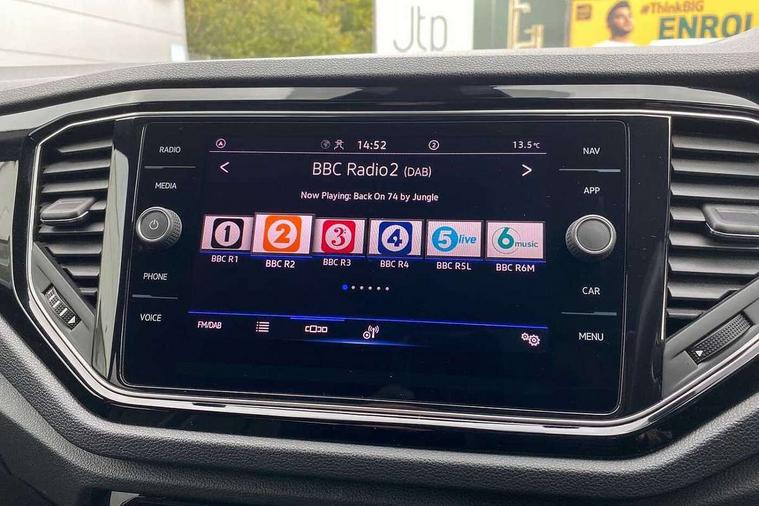 Jtp
#ThinkBIG
ENROL
RADIO
MEDIA
PHONE
VOICE
14:52
2
13.5°C
< BBC Radio2 (DAB) >
Now Playing: Back On 74 by Jungle
1
2
3
4
5 live
6 music
BBC R1
BBC R2
BBC R3
BBC R4
BBC R5L
BBC R6M
FM/DAB
NAV
APP
CAR
MENU